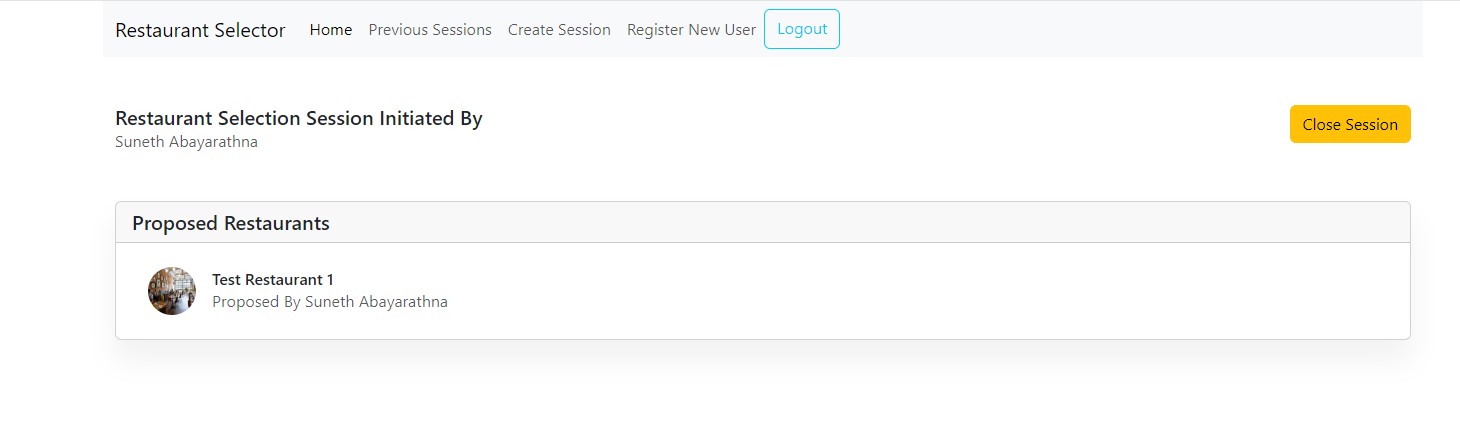 Restaurant Selector Home Previous Sessions Create Session Register New User Logout
Restaurant Selection Session Initiated By
Suneth Abayarathna
Close Session
Proposed Restaurants
Test Restaurant 1
Proposed By Suneth Abayarathna